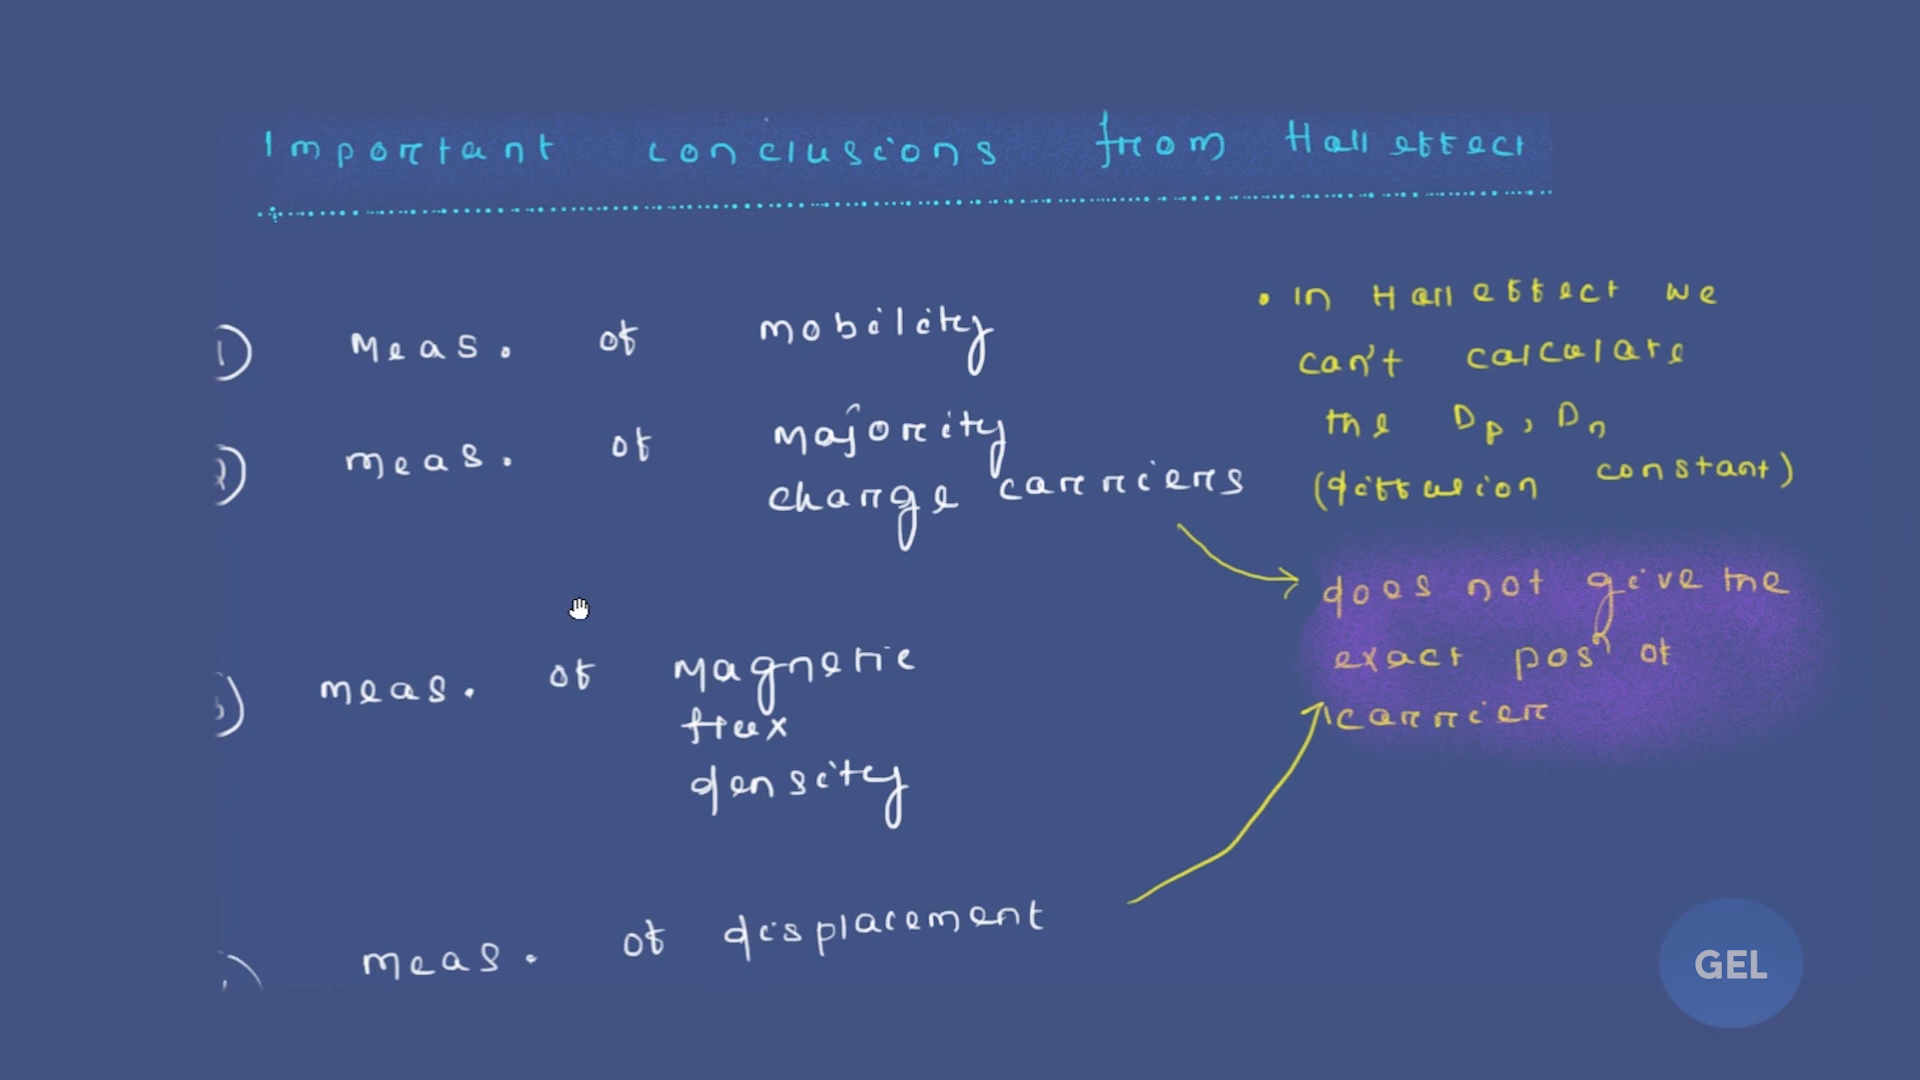 Important conclusions from Hall effect
1) Meas. of mobility
2) meas. of majority
charge carriers
3) meas. of magnetic
flux
density
meas. of displacement
• In Hall effect we
can't calculate
the Dp, Dn
(diffusion constant)
does not give the
exact posⁿ of
carrier
GEL